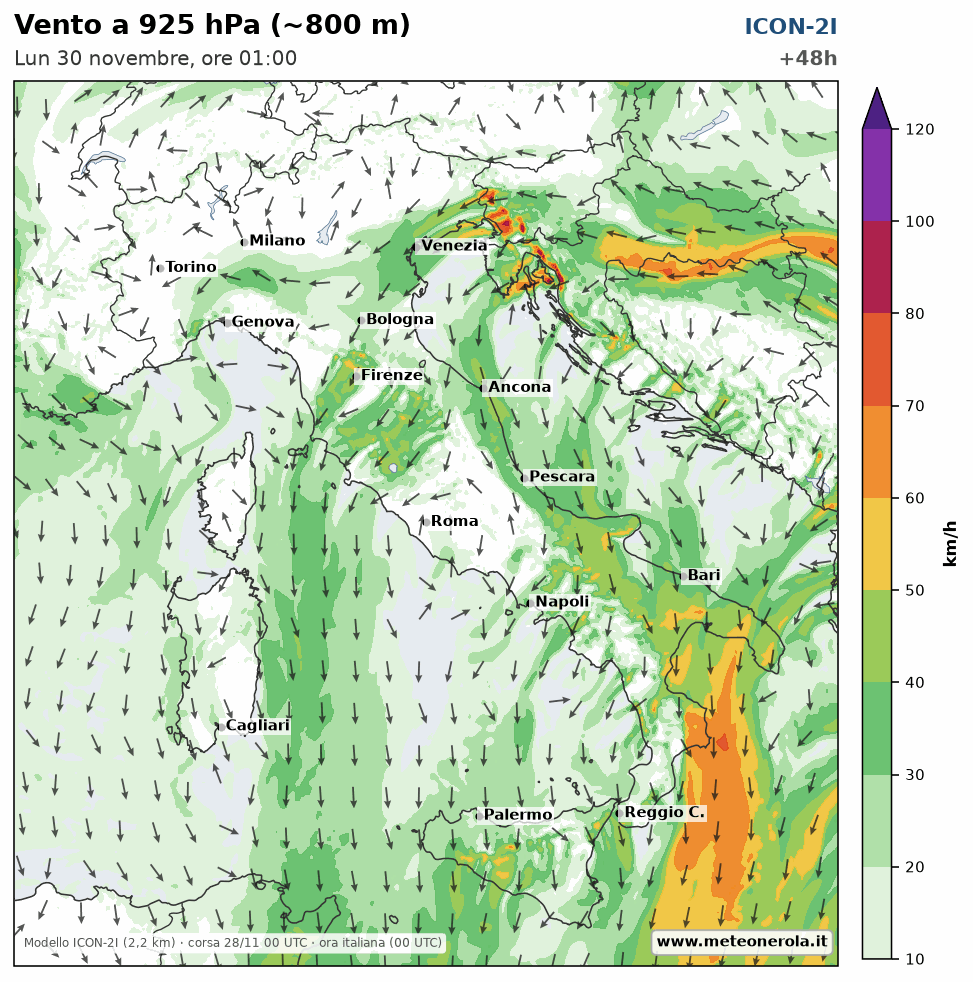 Vento a 925 hPa (~800 m)
ICON-2I
Lun 30 novembre, ore 01:00
+48h
Milano
Venezia
Torino
Genova
Bologna
Firenze
Ancona
Pescara
Roma
Bari
Napoli
Cagliari
Palermo
Reggio C.
Modello ICON-2I (2,2 km) · corsa 28/11 00 UTC · ora italiana (00 UTC)
www.meteonerola.it
120
100
80
70
60
50
40
30
20
10
km/h